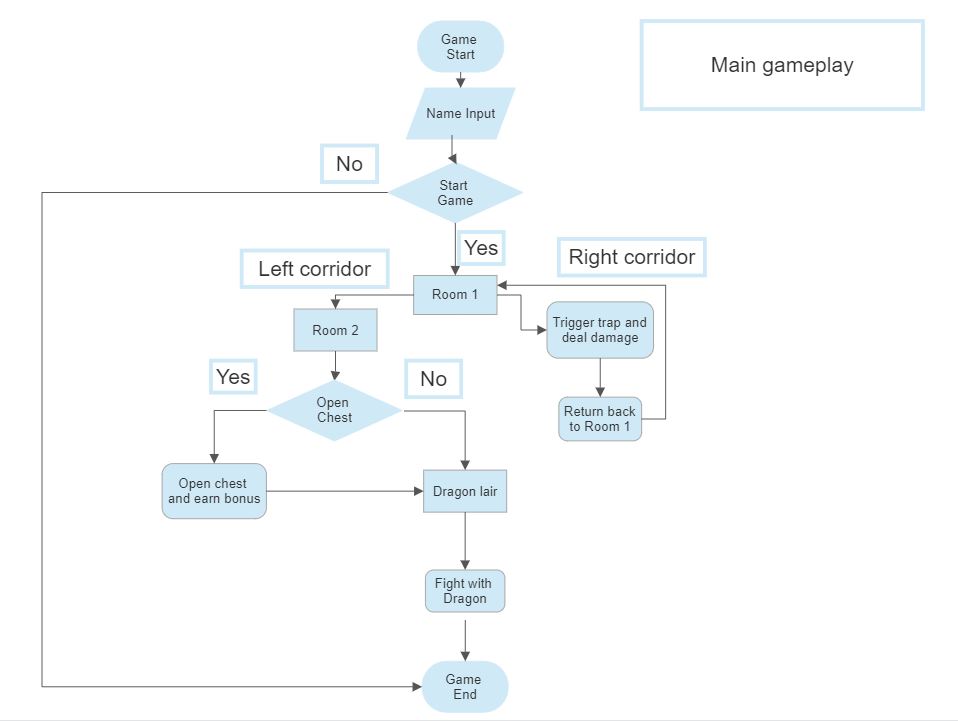 Game
Start
Main gameplay
Name Input
No
Start
Game
Yes
Right corridor
Left corridor
Room 1
Trigger trap and
deal damage
Room 2
Yes
No
Open
Chest
Return back
to Room 1
Open chest
and earn bonus
Dragon lair
Fight with
Dragon
Game
End